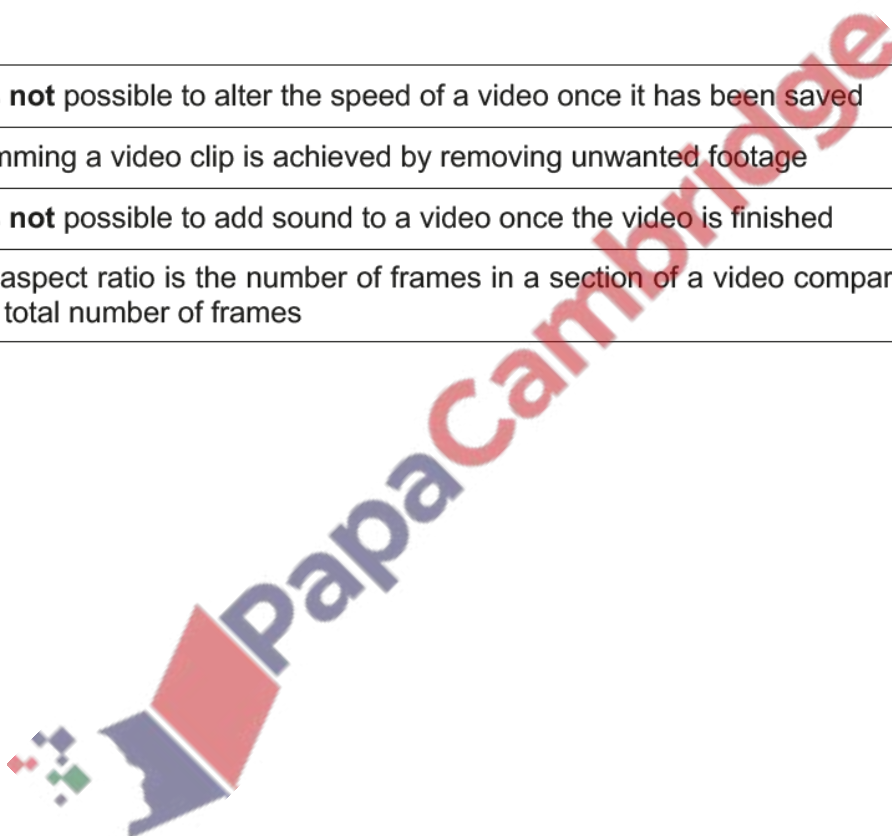 not possible to alter the speed of a video once it has been saved
mming a video clip is achieved by removing unwanted footage
not possible to add sound to a video once the video is finished
aspect ratio is the number of frames in a section of a video compar
total number of frames
PapaCambridge